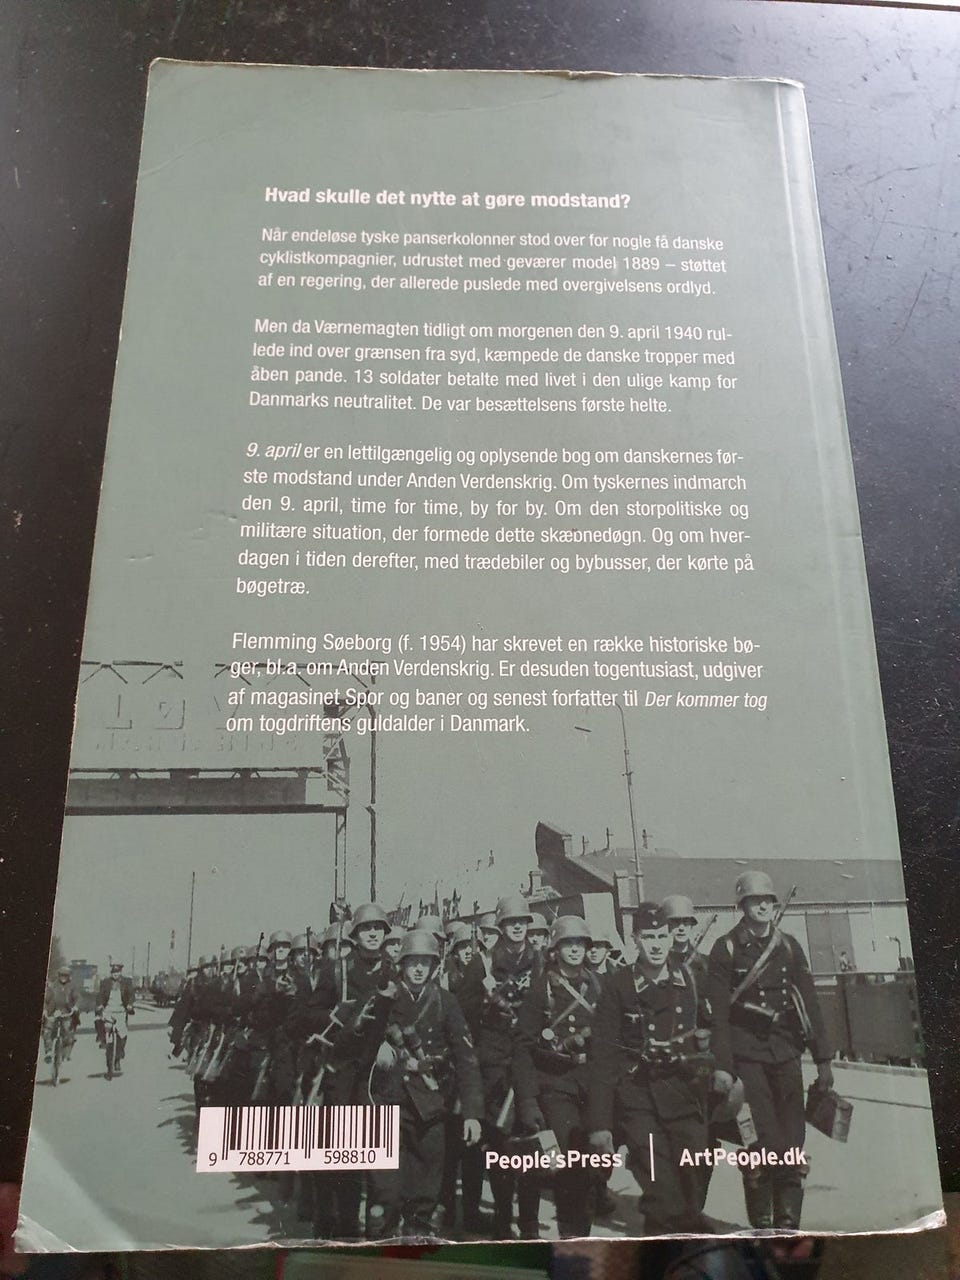 Hvad skulle det nytte at gøre modstand?
Når endeløse tyske panserkolonner stod over for nogle få danske
cyklistkompagnier, udrustet med geværer model 1889 – støttet
af en regering, der allerede puslede med overgivelsens ordlyd.
Men da Værnemagten tidligt om morgenen den 9. april 1940 rul-
lede ind over grænsen fra syd, kæmpede de danske tropper med
åben pande. 13 soldater betalte med livet i den ulige kamp for
Danmarks neutralitet. De var besættelsens første helte.
9. april er en lettilgængelig og oplysende bog om danskernes før-
ste modstand under Anden Verdenskrig. Om tyskernes indmarch
den 9. april, time for time, by for by. Om den storpolitiske og
militære situation, der formede dette skæbnedøgn. Og om hver-
dagen i tiden derefter, med trædebiler og bybusser, der kørte på
bøgetræ.
Flemming Søeborg (f. 1954) har skrevet en række historiske bø-
ger, bl.a. om Anden Verdenskrig. Er desuden togentusiast, udgiver
af magasinet Spor og baner og senest forfatter til Der kommer tog
om togdriftens guldalder i Danmark.
9 788771 598810
People'sPress
ArtPeople.dk